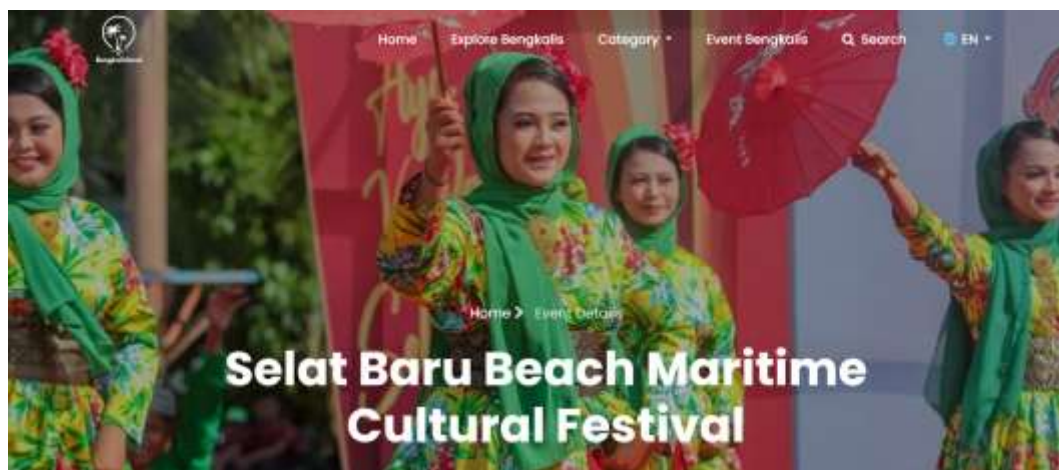 Home
Explore Bengkalis
Category
Event Bengkalis
Search
EN
Home > Event Details
Selat Baru Beach Maritime
Cultural Festival